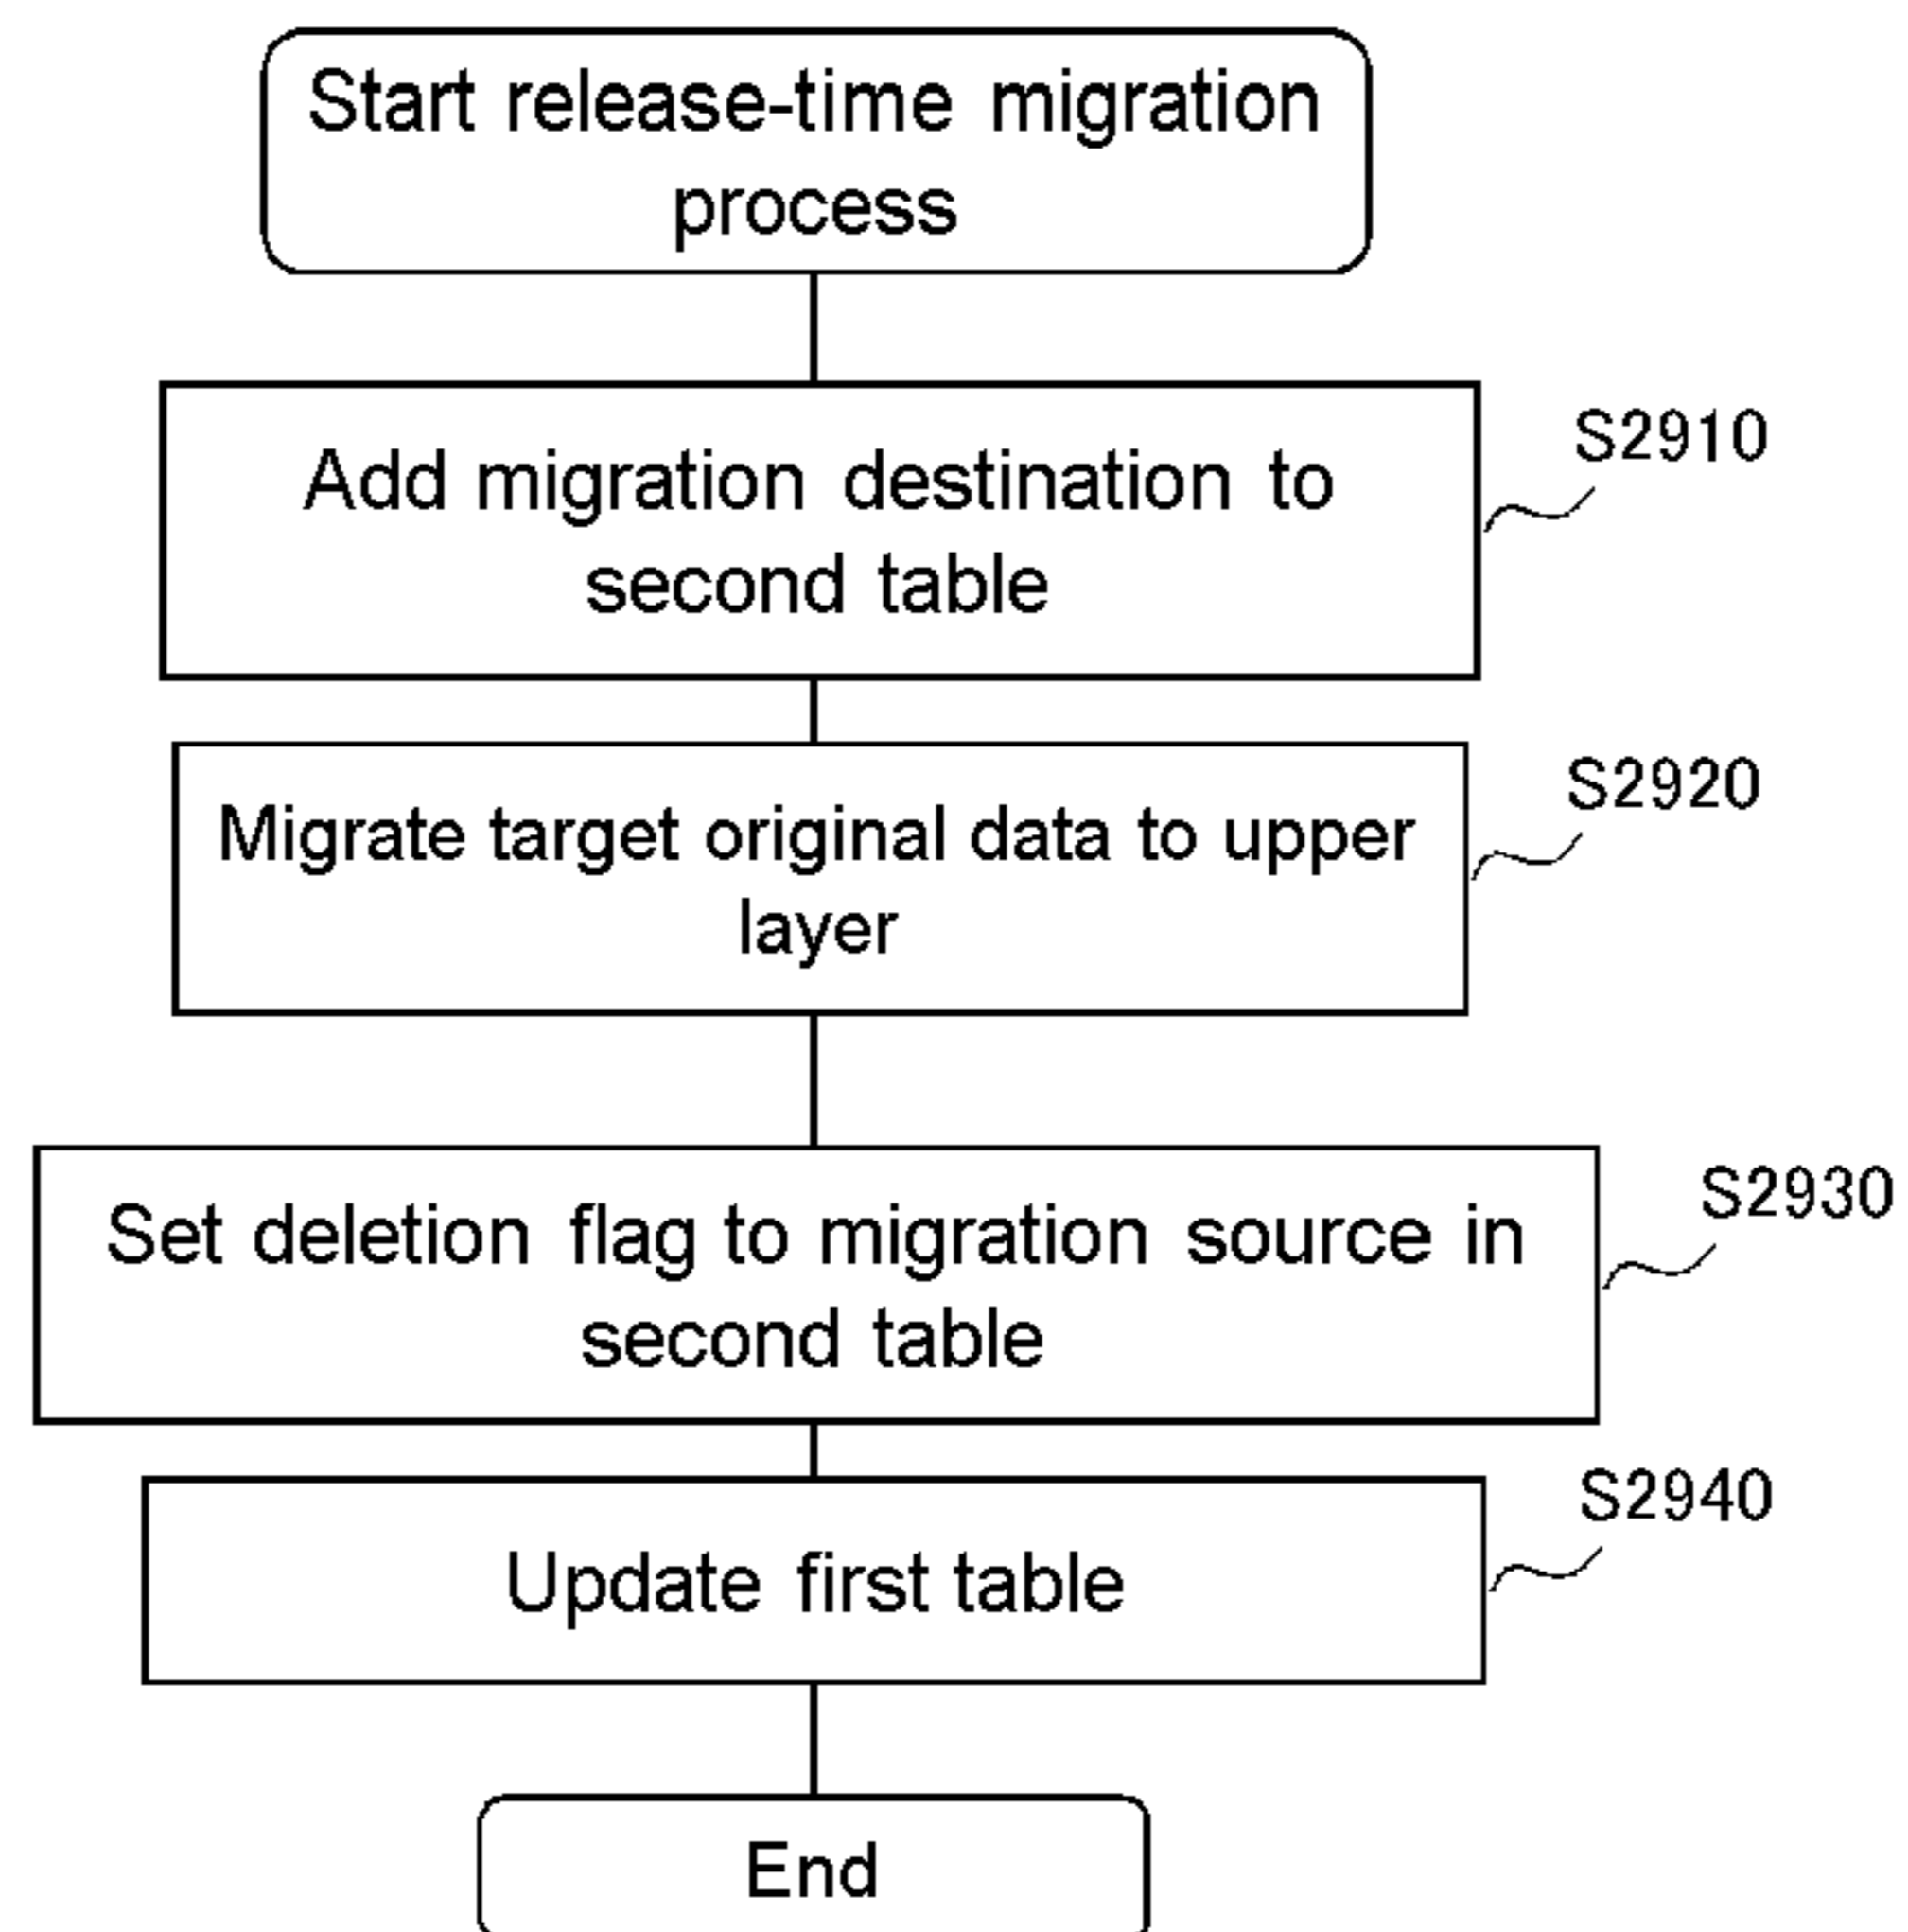 Start release-time migration
process
S2910
Add migration destination to
second table
S2920
Migrate target original data to upper
layer
S2930
Set deletion flag to migration source in
second table
S2940
Update first table
End